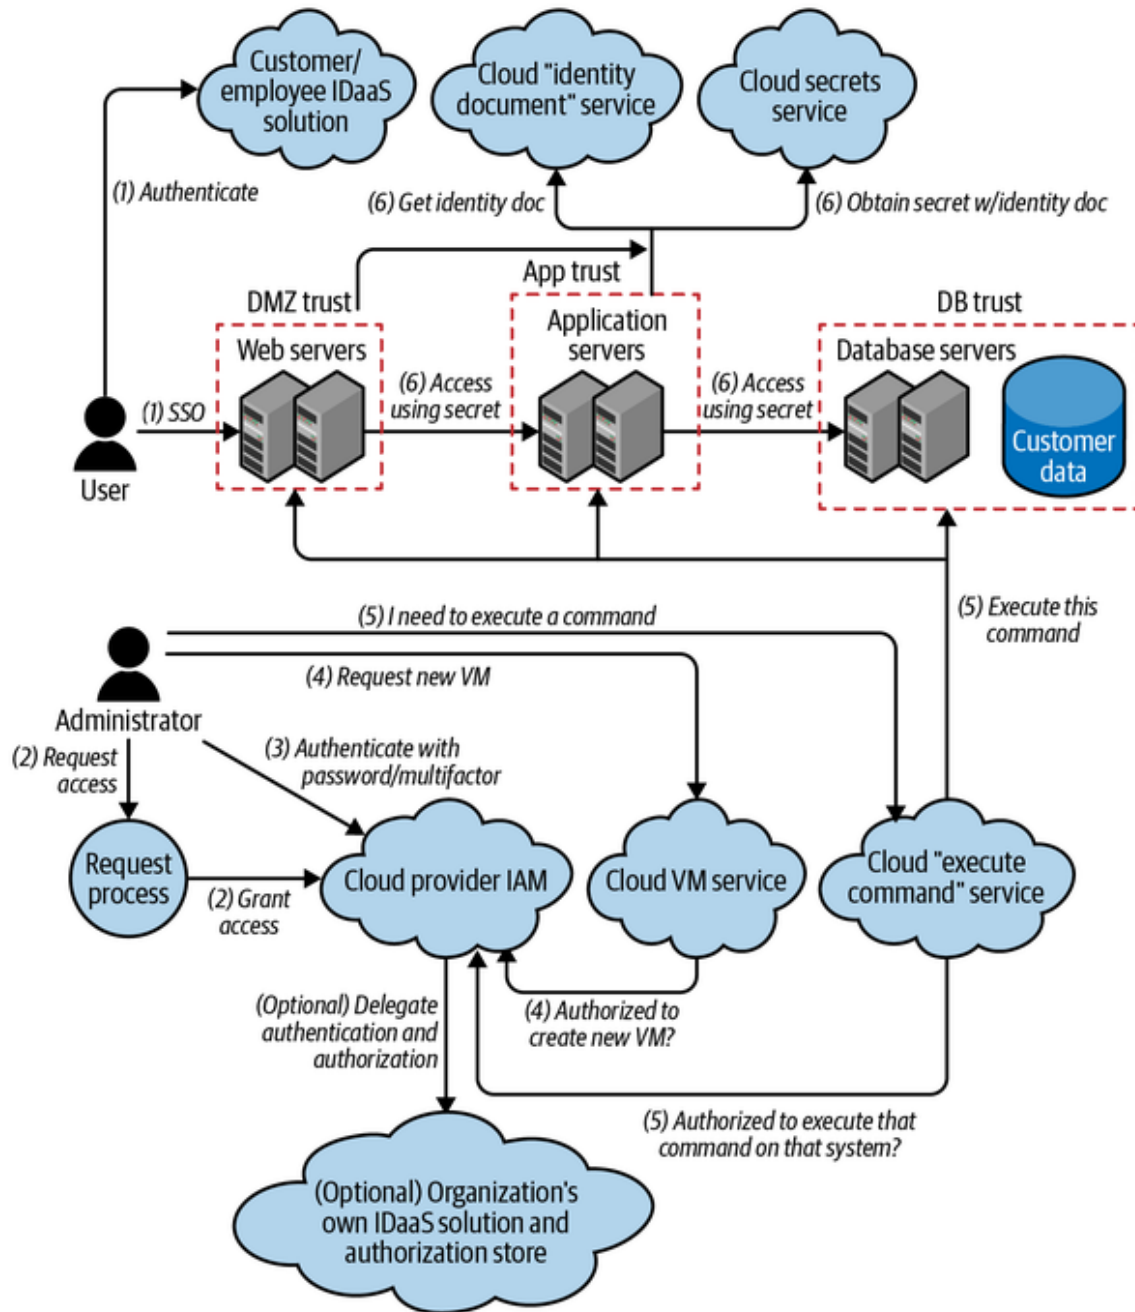 Customer/
employee IDaaS
solution
Cloud "identity
document" service
Cloud secrets
service
(1) Authenticate
(6) Get identity doc
(6) Obtain secret w/identity doc
DMZ trust
App trust
DB trust
Web servers
Application
servers
Database servers
(1) SSO
(6) Access
using secret
(6) Access
using secret
Customer
data
User
(5) I need to execute a command
(5) Execute this
command
(4) Request new VM
Administrator
(2) Request
access
(3) Authenticate with
password/multifactor
Request
process
(2) Grant
access
Cloud provider IAM
Cloud VM service
Cloud "execute
command" service
(Optional) Delegate
authentication and
authorization
(4) Authorized to
create new VM?
(5) Authorized to execute that
command on that system?
(Optional) Organization's
own IDaaS solution and
authorization store